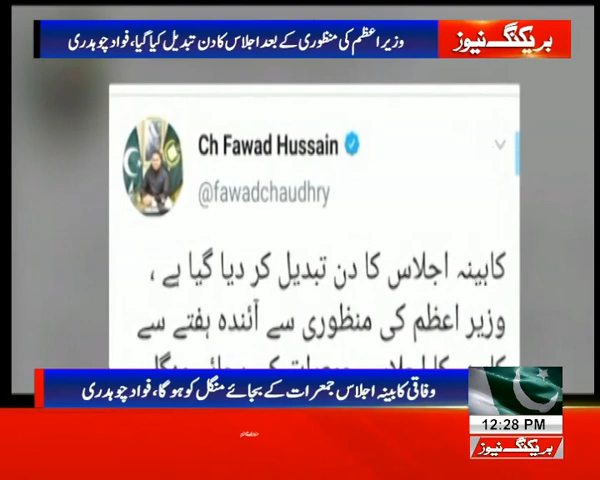 وزیراعظم کی منظوری کے بعد اجلاس کا دن تبدیل کیا گیا، فواد چوہدری
بریکنگ نیوز
Ch Fawad Hussain
@fawadchaudhry
کابینہ اجلاس کا دن تبدیل کر دیا گیا ہے ،
وزیر اعظم کی منظوری سے آئندہ ہفتے سے
وفاقی کابینہ اجلاس جمعرات کے بجائے منگل کو ہوگا، فواد چوہدری
12:28 PM
بریکنگ نیوز